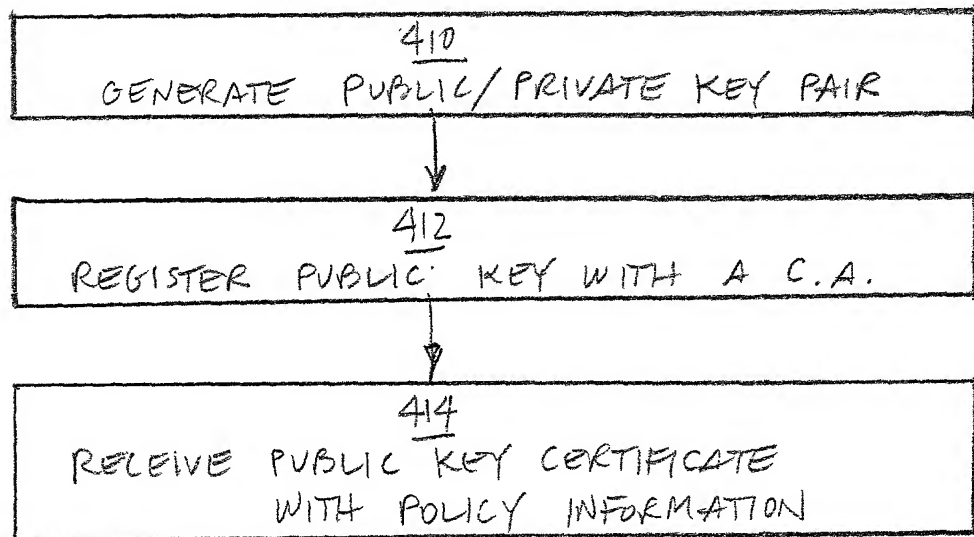 410
GENERATE PUBLIC/PRIVATE KEY PAIR
412
REGISTER PUBLIC KEY WITH A C.A.
414
RECEIVE PUBLIC KEY CERTIFICATE
WITH POLICY INFORMATION